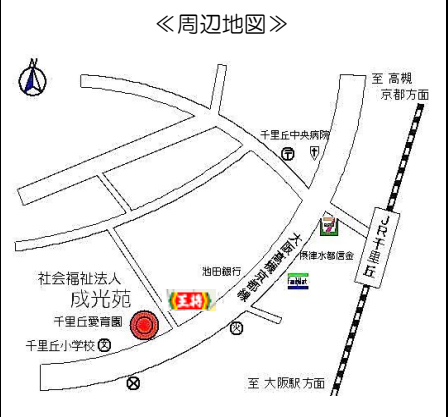 ≪周辺地図≫
至 高槻
京都方面
千里丘中央病院
〒
7
JR千里丘
摂津水都信金
大阪高槻京都線
池田銀行
FamilyMart
社会福祉法人
成光苑
王将
千里丘愛育園
千里丘小学校
文
火
至 大阪駅方面